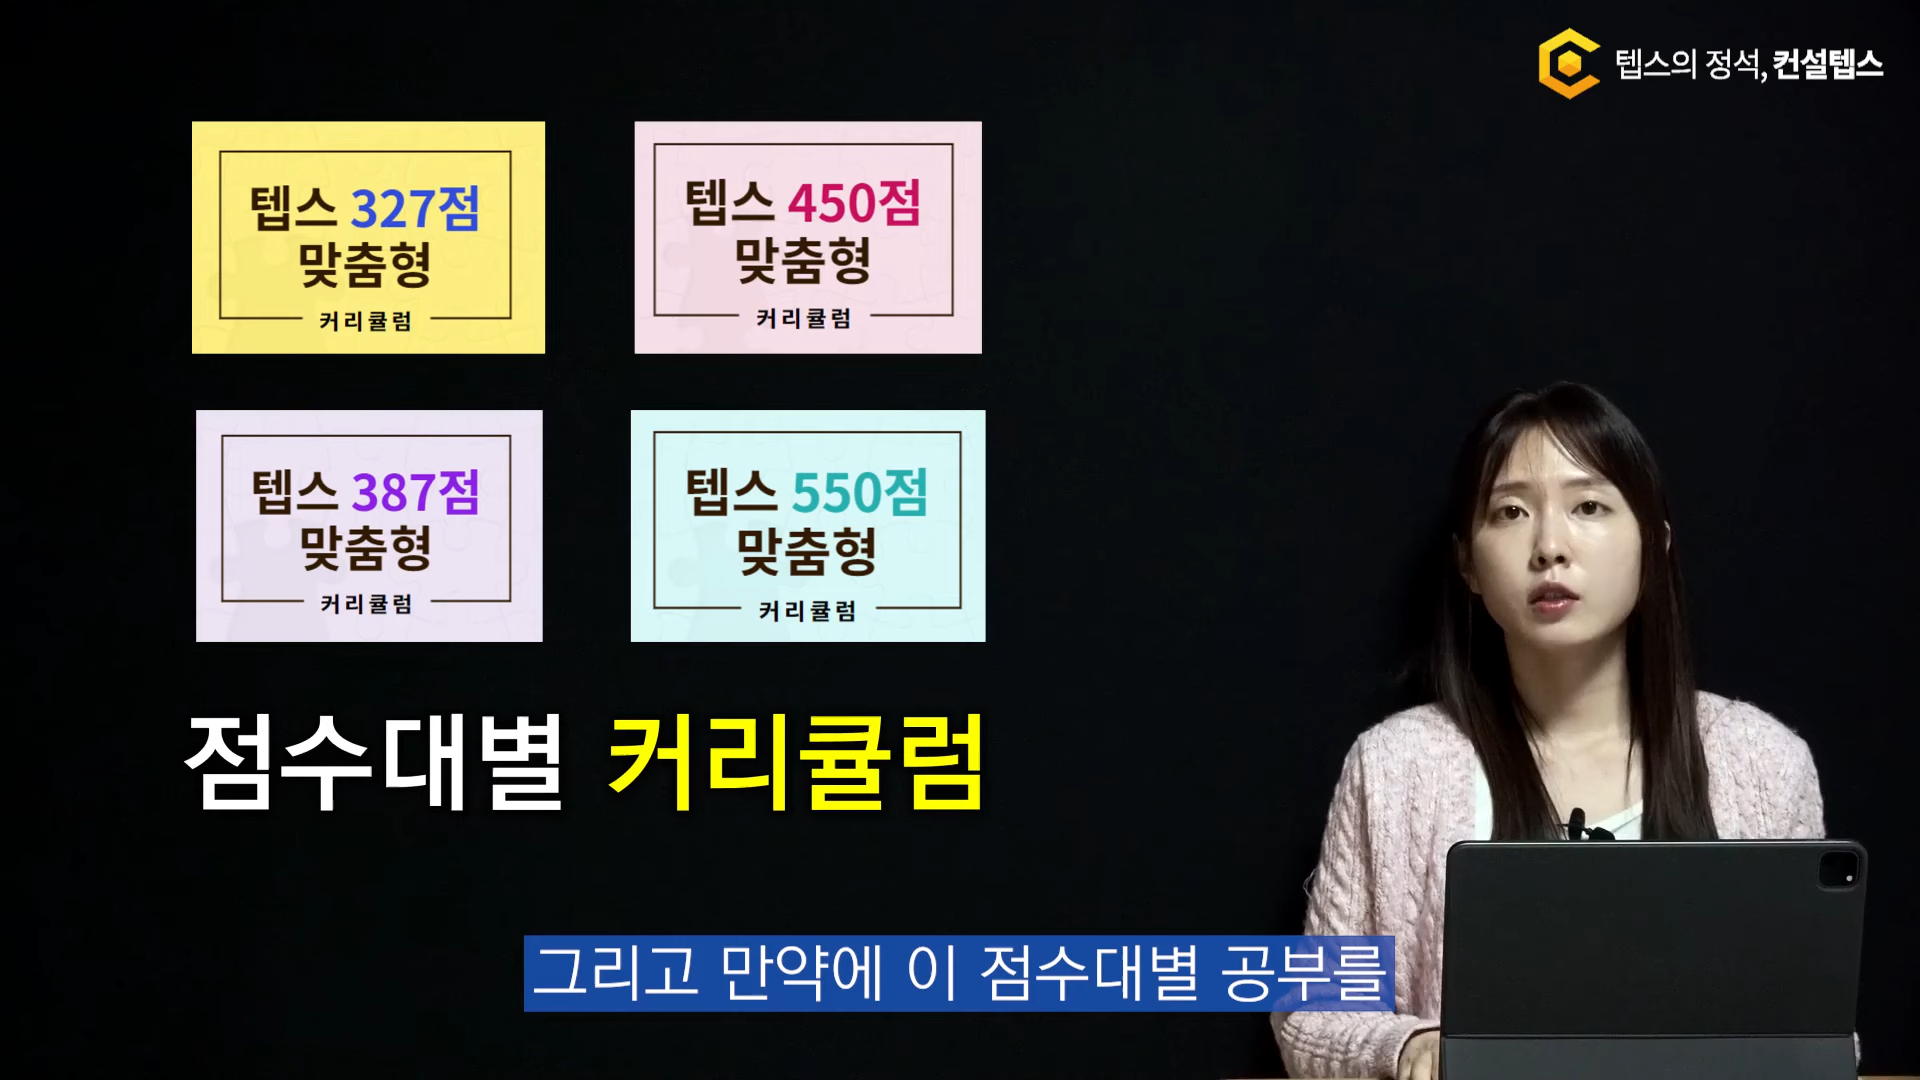 텝스의 정석, 컨설텝스
텝스 327점
맞춤형
커리큘럼
텝스 450점
맞춤형
커리큘럼
텝스 387점
맞춤형
커리큘럼
텝스 550점
맞춤형
커리큘럼
점수대별 커리큘럼
그리고 만약에 이 점수대별 공부를